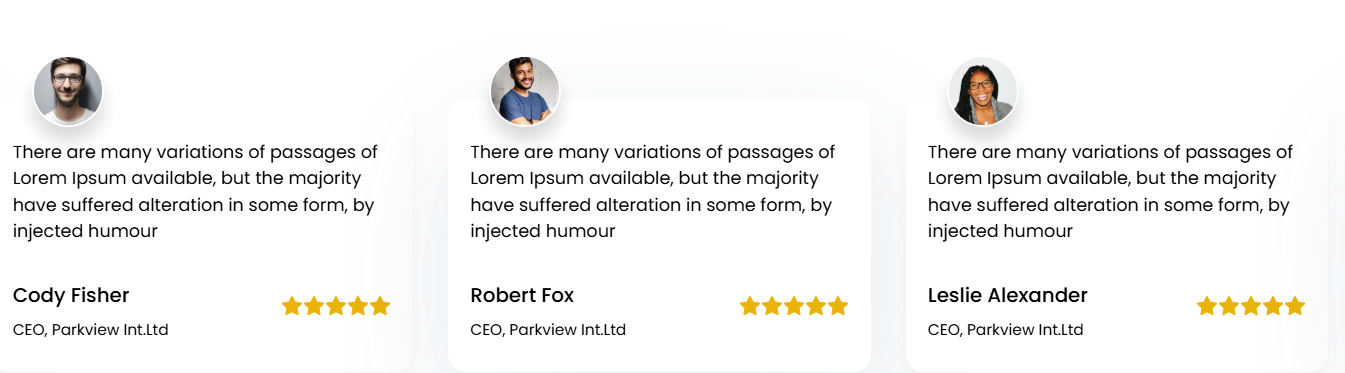 There are many variations of passages of
Lorem Ipsum available, but the majority
have suffered alteration in some form, by
injected humour
Cody Fisher
CEO, Parkview Int.Ltd
There are many variations of passages of
Lorem Ipsum available, but the majority
have suffered alteration in some form, by
injected humour
Robert Fox
CEO, Parkview Int.Ltd
There are many variations of passages of
Lorem Ipsum available, but the majority
have suffered alteration in some form, by
injected humour
Leslie Alexander
CEO, Parkview Int.Ltd